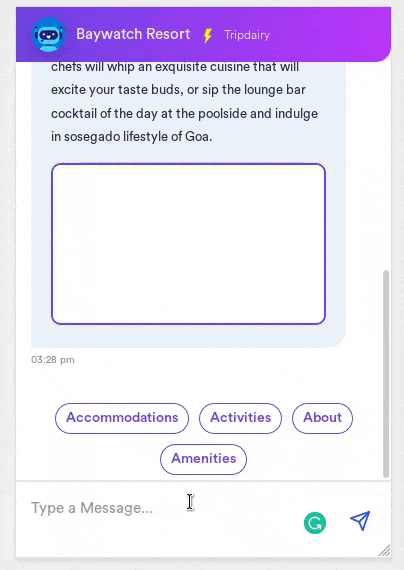 Baywatch Resort Tripdairy
chefs will whip an exquisite cuisine that will
excite your taste buds, or sip the lounge bar
cocktail of the day at the poolside and indulge
in sosegado lifestyle of Goa.
03:28 pm
Accommodations Activities About
Amenities
Type a Message...